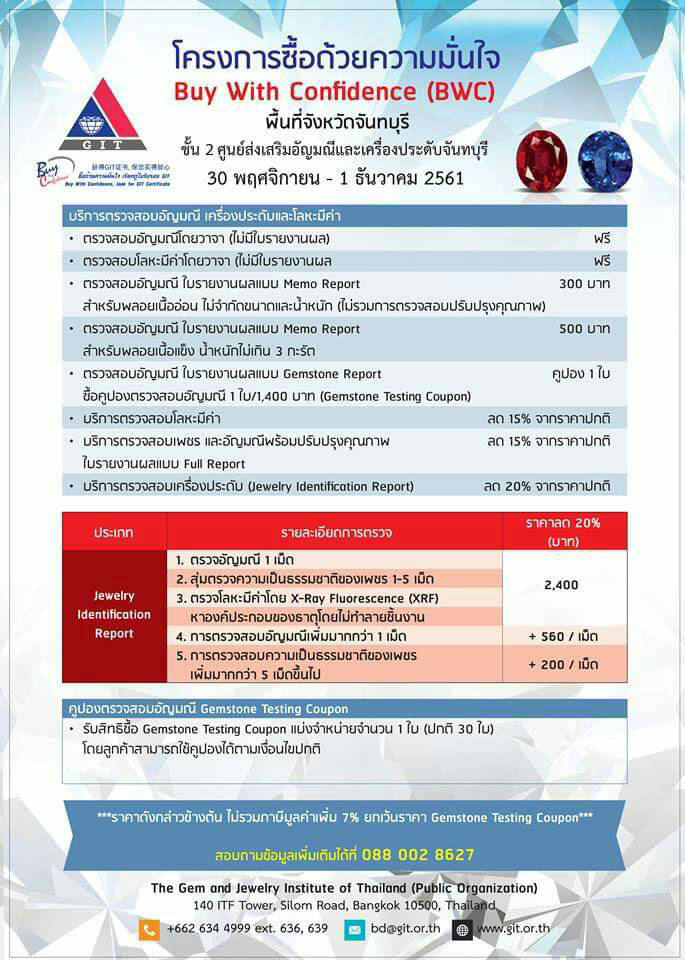 โครงการซื้อด้วยความมั่นใจ
Buy With Confidence (BWC)
พื้นที่จังหวัดจันทบุรี
ชั้น 2 ศูนย์ส่งเสริมอัญมณีและเครื่องประดับจันทบุรี
30 พฤศจิกายน - 1 ธันวาคม 2561
GIT
Buy With Confidence
获得GIT证书, 保您买得放心
ซื้อด้วยความมั่นใจ เรียกดูใบรับรอง GIT
Buy With Confidence, look for GIT Certificate
บริการตรวจสอบอัญมณี เครื่องประดับและโลหะมีค่า
• ตรวจสอบอัญมณีโดยวาจา (ไม่มีใบรายงานผล) ฟรี
• ตรวจสอบโลหะมีค่าโดยวาจา (ไม่มีใบรายงานผล ฟรี
• ตรวจสอบอัญมณี ใบรายงานผลแบบ Memo Report 300 บาท
สำหรับพลอยเนื้ออ่อน ไม่จำกัดขนาดและน้ำหนัก (ไม่รวมการตรวจสอบปรับปรุงคุณภาพ)
• ตรวจสอบอัญมณี ใบรายงานผลแบบ Memo Report 500 บาท
สำหรับพลอยเนื้อแข็ง น้ำหนักไม่เกิน 3 กะรัต
• ตรวจสอบอัญมณี ใบรายงานผลแบบ Gemstone Report คูปอง 1 ใบ
ซื้อคูปองตรวจสอบอัญมณี 1 ใบ/1,400 บาท (Gemstone Testing Coupon)
• บริการตรวจสอบโลหะมีค่า ลด 15% จากราคาปกติ
• บริการตรวจสอบเพชร และอัญมณีพร้อมปรับปรุงคุณภาพ ลด 15% จากราคาปกติ
ใบรายงานผลแบบ Full Report
• บริการตรวจสอบเครื่องประดับ (Jewelry Identification Report) ลด 20% จากราคาปกติ
ประเภท รายละเอียดการตรวจ ราคาลด 20%
(บาท)
Jewelry
Identification
Report
1. ตรวจอัญมณี 1 เม็ด
2. สุ่มตรวจความเป็นธรรมชาติของเพชร 1-5 เม็ด
3. ตรวจโลหะมีค่าโดย X-Ray Fluorescence (XRF)
หาองค์ประกอบของธาตุโดยไม่ทำลายชิ้นงาน
2,400
4. การตรวจสอบอัญมณีเพิ่มมากกว่า 1 เม็ด + 560 / เม็ด
5. การตรวจสอบความเป็นธรรมชาติของเพชร
เพิ่มมากกว่า 5 เม็ดขึ้นไป
+ 200 / เม็ด
คูปองตรวจสอบอัญมณี Gemstone Testing Coupon
• รับสิทธิซื้อ Gemstone Testing Coupon แบ่งจำหน่ายจำนวน 1 ใบ (ปกติ 30 ใบ)
โดยลูกค้าสามารถใช้คูปองได้ตามเงื่อนไขปกติ
***ราคาดังกล่าวข้างต้น ไม่รวมภาษีมูลค่าเพิ่ม 7% ยกเว้นราคา Gemstone Testing Coupon***
สอบถามข้อมูลเพิ่มเติมได้ที่ 088 002 8627
The Gem and Jewelry Institute of Thailand (Public Organization)
140 ITF Tower, Silom Road, Bangkok 10500, Thailand
+662 634 4999 ext. 636, 639 bd@git.or.th www.git.or.th